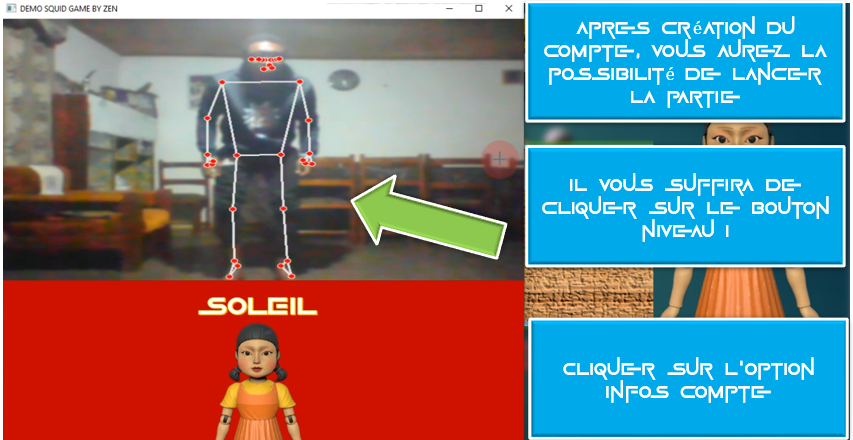 DEMO SQUID GAME BY ZEN
SOLEIL
APRES CRéATION DU
COMPTE, VOUS AUREZ LA
POSSIBILITé DE LANCER
LA PARTIE
IL VOUS SUFFIRA DE
CLIQUER SUR LE BOUTON
NIVEAU 1
CLIQUER SUR L'OPTION
INFOS COMPTE